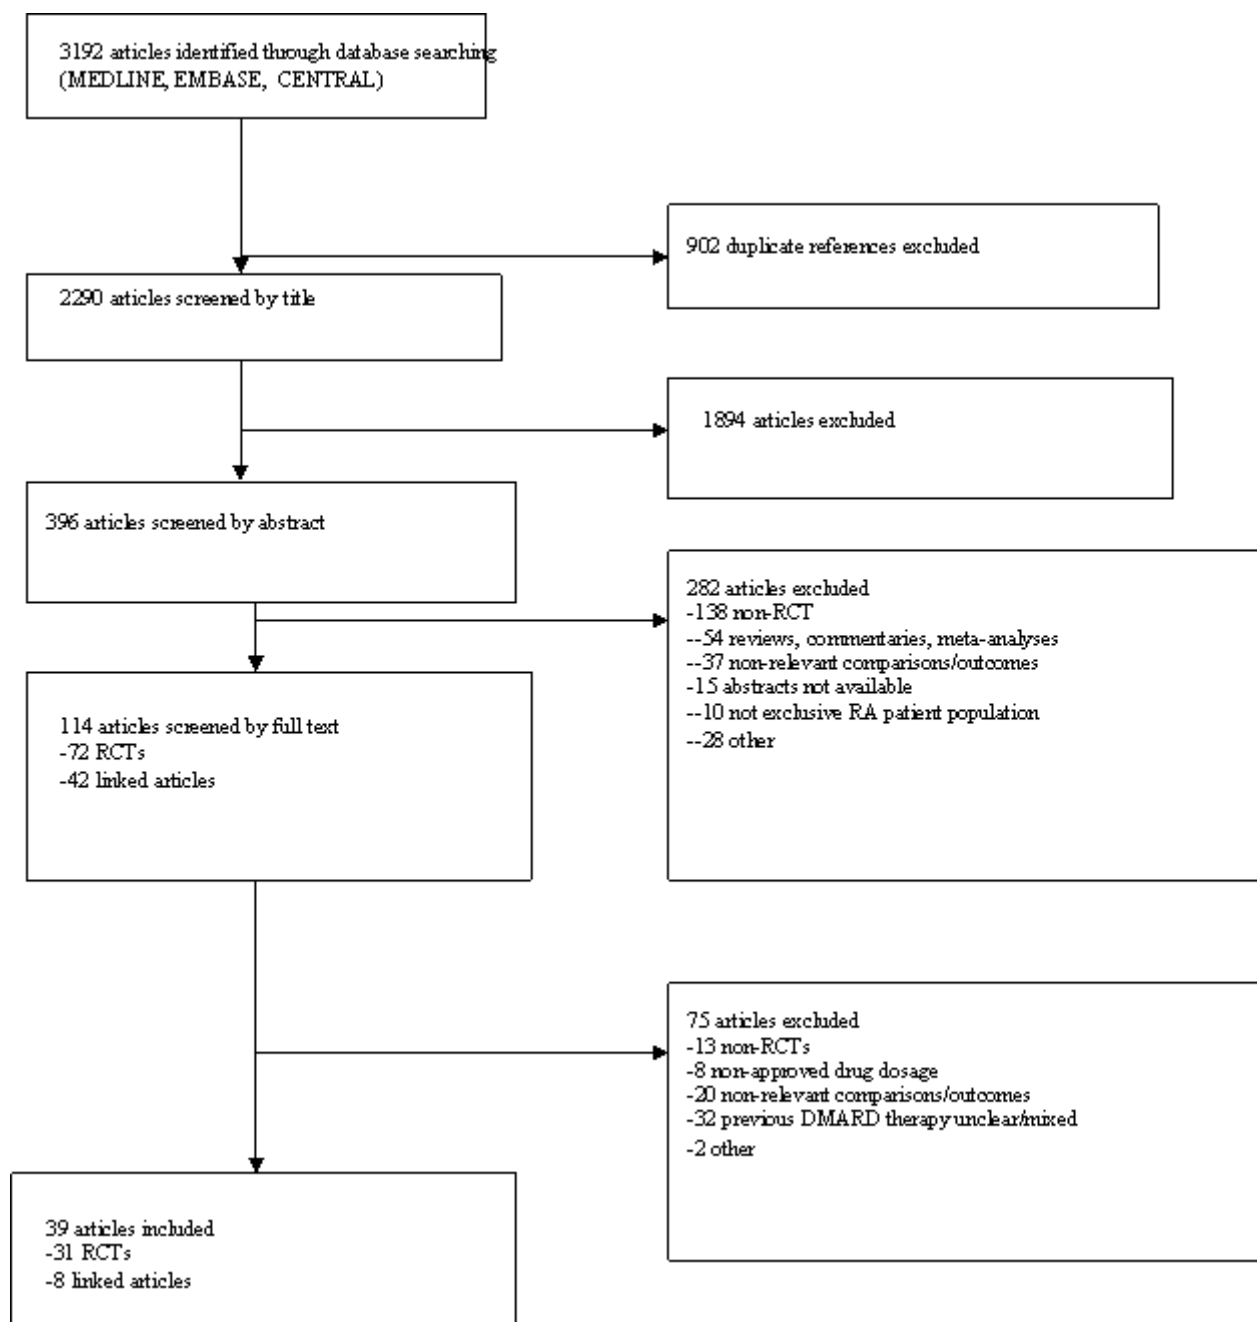 3192 articles identified through database searching
(MEDLINE, EMBASE, CENTRAL)
902 duplicate references excluded
2290 articles screened by title
1894 articles excluded
396 articles screened by abstract
282 articles excluded
-138 non-RCT
--54 reviews, commentaries, meta-analyses
--37 non-relevant comparisons/outcomes
-15 abstracts not available
--10 not exclusive RA patient population
--28 other
114 articles screened by full text
-72 RCTs
-42 linked articles
75 articles excluded
-13 non-RCTs
-8 non-approved drug dosage
-20 non-relevant comparisons/outcomes
-32 previous DMARD therapy unclear/mixed
-2 other
39 articles included
-31 RCTs
-8 linked articles